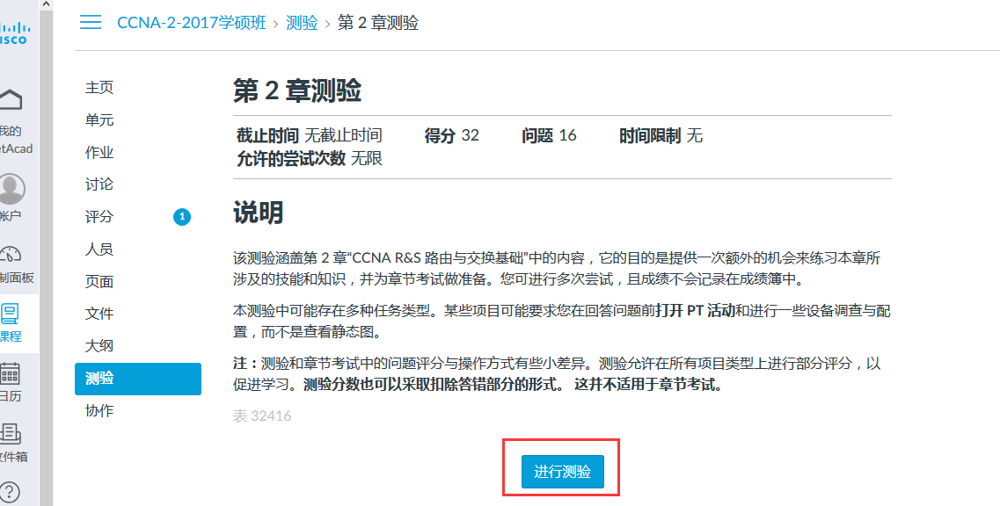 CCNA-2-2017学硕班 › 测验 › 第 2 章测验
isco
我的
etAcad
帐户
制面板
课程
日历
文件箱
主页
单元
作业
讨论
评分 1
人员
页面
文件
大纲
测验
协作
第 2 章测验
截止时间 无截止时间 得分 32 问题 16 时间限制 无
允许的尝试次数 无限
说明
该测验涵盖第 2 章“CCNA R&S 路由与交换基础”中的内容，它的目的是提供一次额外的机会来练习本章所
涉及的技能和知识，并为章节考试做准备。您可进行多次尝试，且成绩不会记录在成绩簿中。
本测验中可能存在多种任务类型。某些项目可能要求您在回答问题前打开 PT 活动和进行一些设备调查与配
置，而不是查看静态图。
注：测验和章节考试中的问题评分与操作方式有些小差异。测验允许在所有项目类型上进行部分评分，以
促进学习。测验分数也可以采取扣除答错部分的形式。 这并不适用于章节考试。
表 32416
进行测验